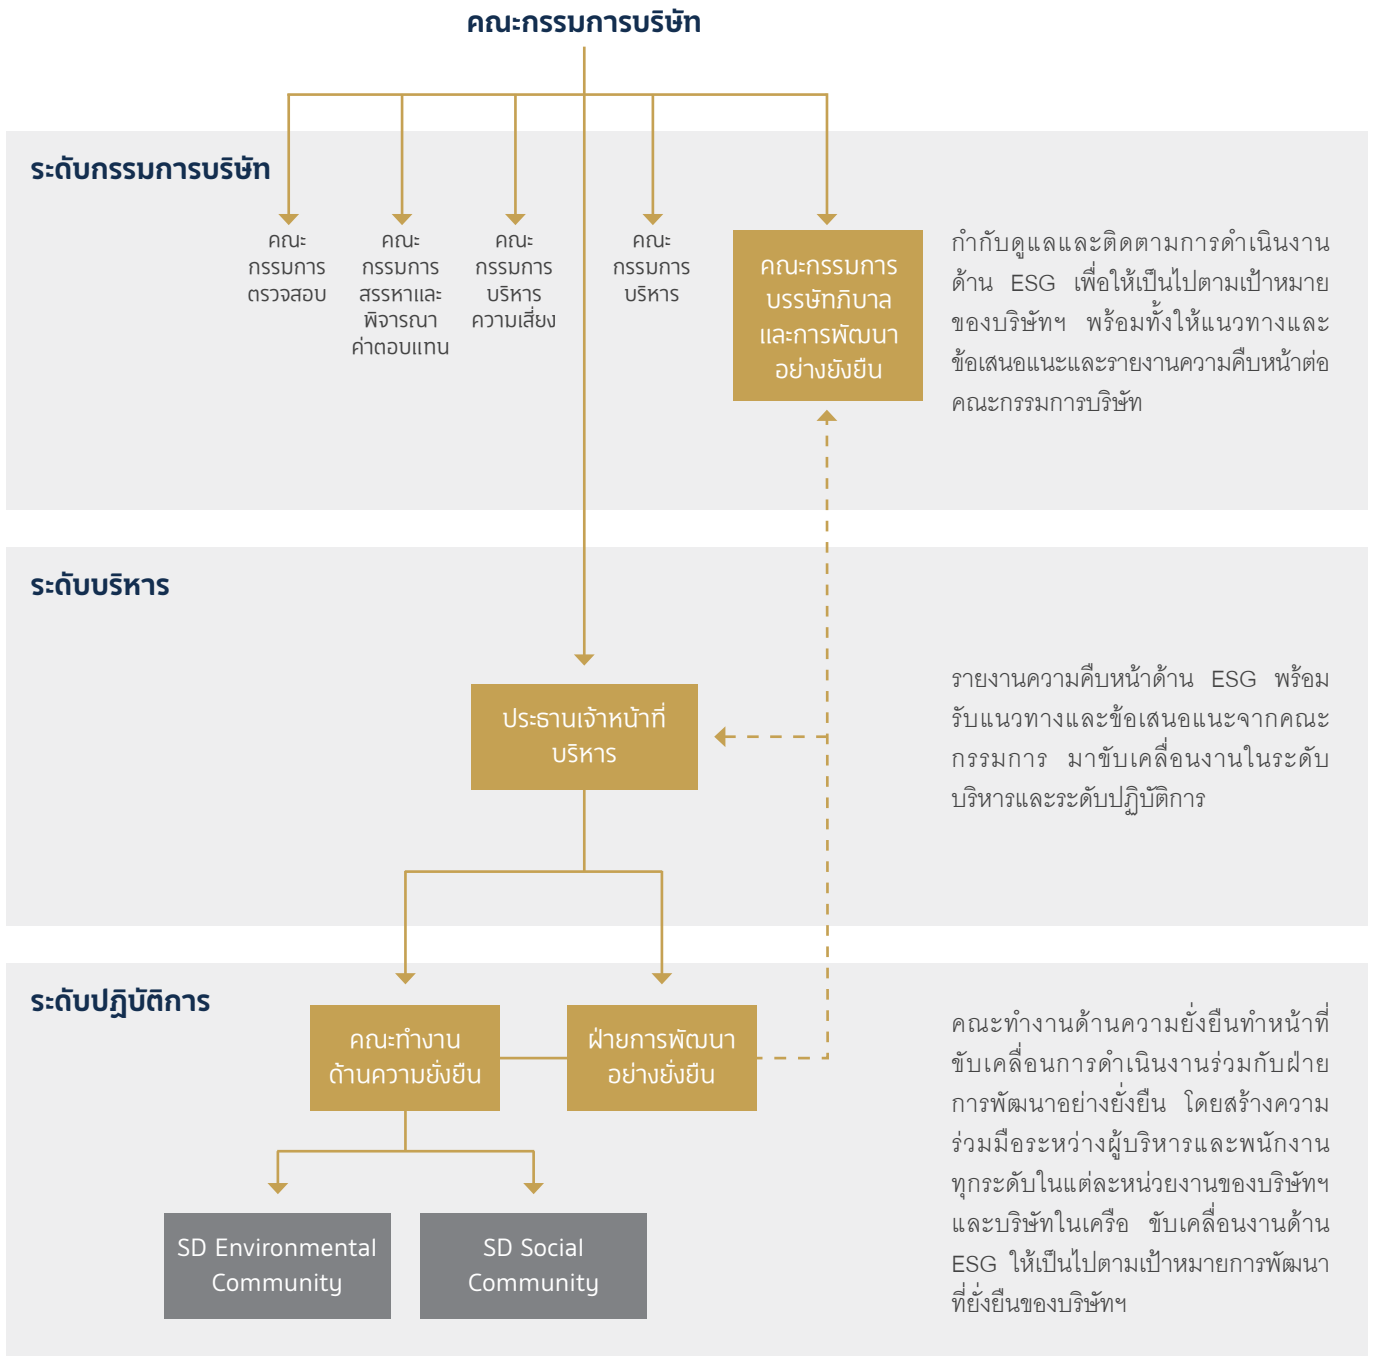 คณะกรรมการบริษัท
ระดับกรรมการบริษัท
คณะ
กรรมการ
ตรวจสอบ
คณะ
กรรมการ
สรรหาและ
พิจารณา
ค่าตอบแทน
คณะ
กรรมการ
บริหาร
ความเสี่ยง
คณะ
กรรมการ
บริหาร
คณะกรรมการ
บรรษัทภิบาล
และการพัฒนา
อย่างยั่งยืน
กำกับดูแลและติดตามการดำเนินงาน
ด้าน ESG เพื่อให้เป็นไปตามเป้าหมาย
ของบริษัทฯ พร้อมทั้งให้แนวทางและ
ข้อเสนอแนะและรายงานความคืบหน้าต่อ
คณะกรรมการบริษัท
ระดับบริหาร
ประธานเจ้าหน้าที่
บริหาร
รายงานความคืบหน้าด้าน ESG พร้อม
รับแนวทางและข้อเสนอแนะจากคณะ
กรรมการ มาขับเคลื่อนงานในระดับ
บริหารและระดับปฏิบัติการ
ระดับปฏิบัติการ
คณะทำงาน
ด้านความยั่งยืน
ฝ่ายการพัฒนา
อย่างยั่งยืน
SD Environmental
Community
SD Social
Community
คณะทำงานด้านความยั่งยืนทำหน้าที่
ขับเคลื่อนการดำเนินงานร่วมกับฝ่าย
การพัฒนาอย่างยั่งยืน โดยสร้างความ
ร่วมมือระหว่างผู้บริหารและพนักงาน
ทุกระดับในแต่ละหน่วยงานของบริษัทฯ
และบริษัทในเครือ ขับเคลื่อนงานด้าน
ESG ให้เป็นไปตามเป้าหมายการพัฒนา
ที่ยั่งยืนของบริษัทฯ